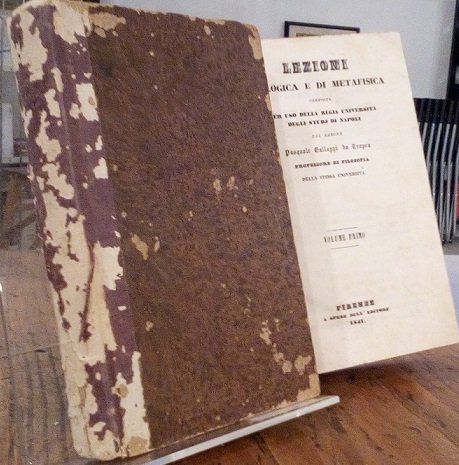 LEZIONI
LOGICA E DI METAFISICA
COMPOSTE
PER USO DELLA REGIA UNIVERSITÀ
DEGLI STUDJ DI NAPOLI
DAL BARONE
Pasquale Galluppi da Tropea
PROFESSORE DI FILOSOFIA
DELLA STESSA UNIVERSITÀ
VOLUME PRIMO
FIRENZE
A SPESE DELL' EDITORE
1841.